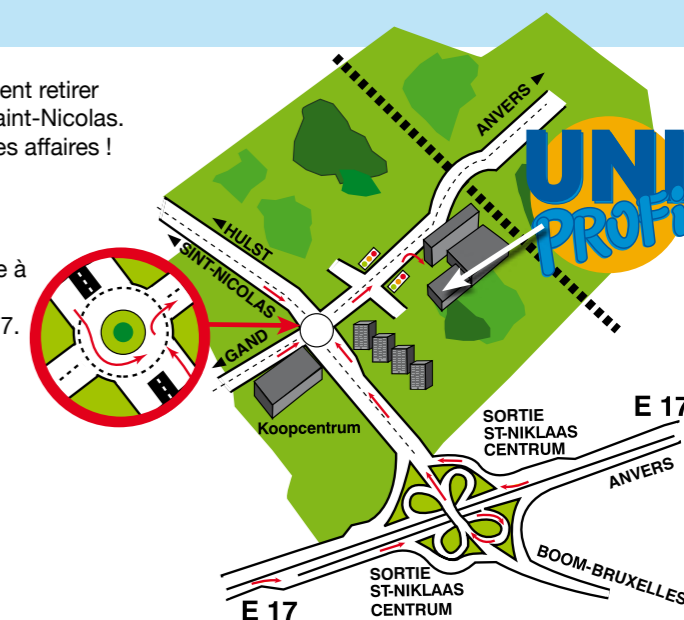 ent retirer
aint-Nicolas.
es affaires !
e à
7.
ANVERS
UNI
PROFi
HULST
SINT-NICOLAS
GAND
Koopcentrum
SORTIE
ST-NIKLAAS
CENTRUM
E 17
ANVERS
BOOM-BRUXELLES
SORTIE
ST-NIKLAAS
CENTRUM
E 17